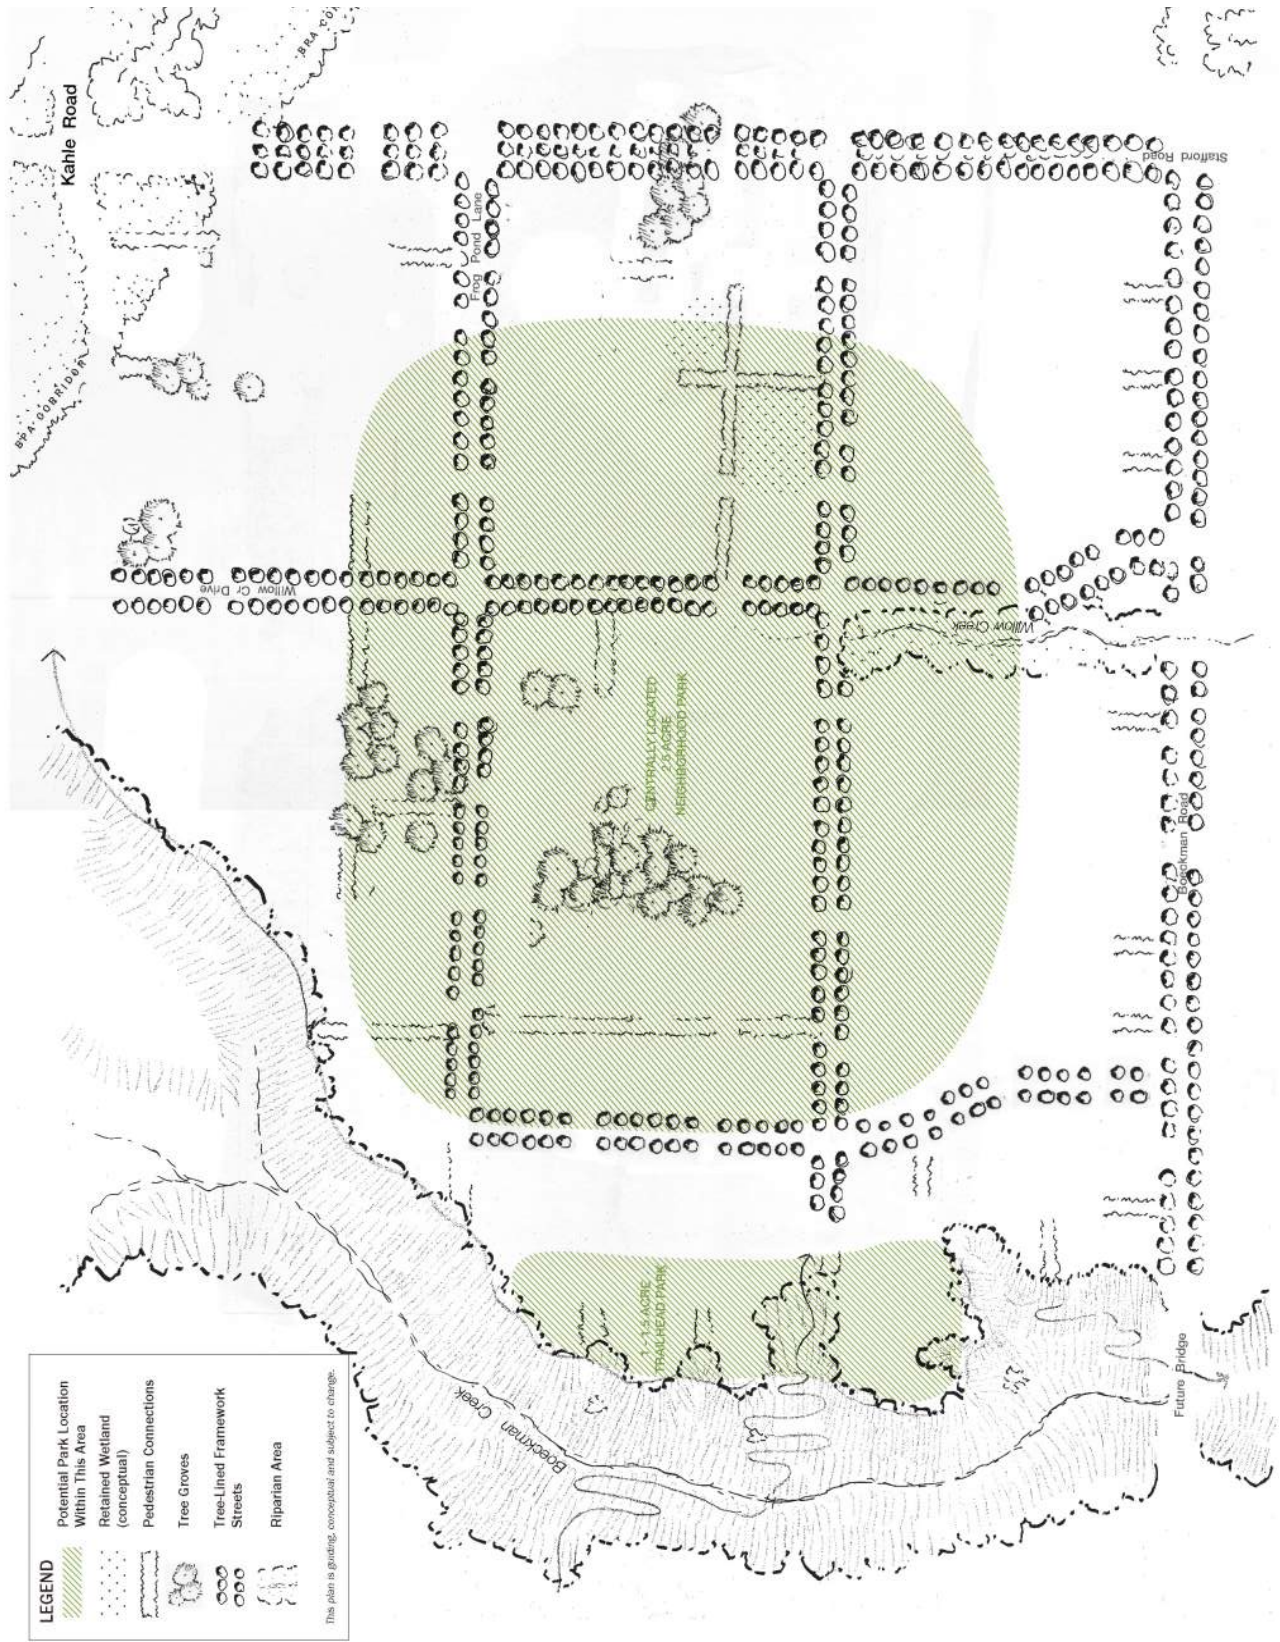 LEGEND
Potential Park Location
Within This Area
Retained Wetland
(conceptual)
Pedestrian Connections
Tree Groves
Tree-Lined Framework
Streets
Riparian Area
This plan is guiding, conceptual and subject to change.
Kahle Road
BPA CORRIDOR
BPA CO
Frog Pond Lane
Stafford Road
Willow Cr Drive
Willow Creek
CENTRALLY LOCATED
2.5 ACRE
NEIGHBORHOOD PARK
Boeckman Road
1 - 1.5 ACRE
TRAILHEAD PARK
Boeckman Creek
Future Bridge